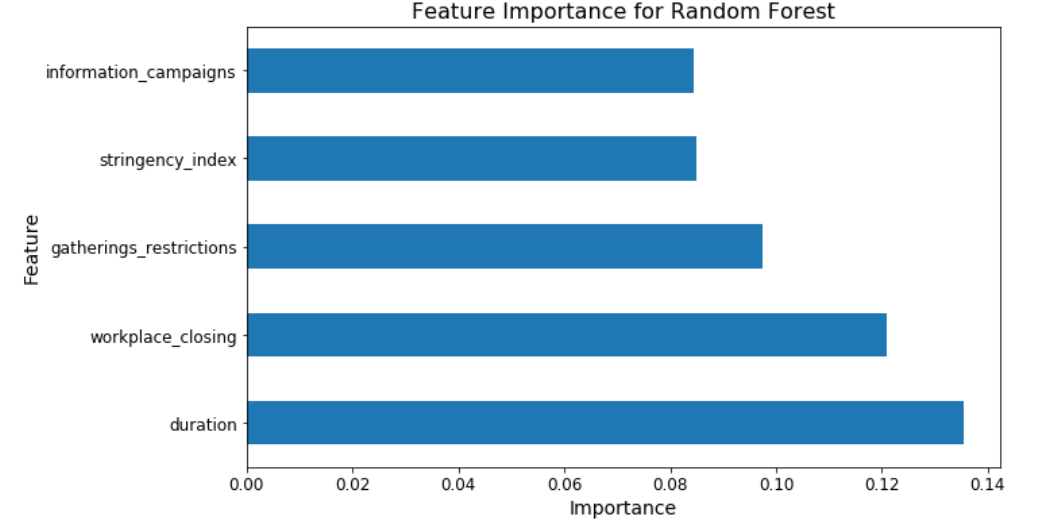 Feature Importance for Random Forest
information_campaigns
stringency_index
gatherings_restrictions
workplace_closing
duration
Feature
0.00 0.02 0.04 0.06 0.08 0.10 0.12 0.14
Importance